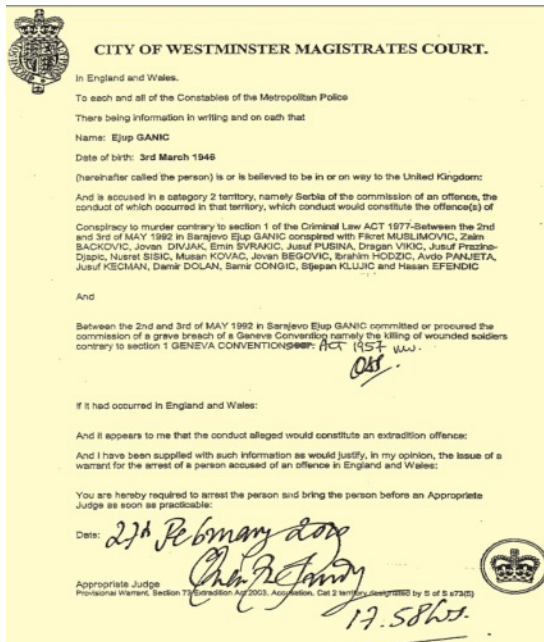 CITY OF WESTMINSTER MAGISTRATES COURT.
In England and Wales.
To each and all of the Constables of the Metropolitan Police
There being information in writing and on oath that
Name: Ejup GANIC
Date of birth: 3rd March 1946
(hereinafter called the person) is or is believed to be in or on way to the United Kingdom:
And is accused in a category 2 territory, namely Serbia of the commission of an offence, the
conduct of which occurred in that territory, which conduct would constitute the offence(s) of
Conspiracy to murder contrary to section 1 of the Criminal Law ACT 1977-Between the 2nd
and 3rd of MAY 1992 in Sarajevo Ejup GANIC conspired with Fikret MUSLIMOVIC, Zaim
BACKOVIC, Jovan DIVJAK, Emin SVRAKIC, Jusuf PUSINA, Dragan VIKIC, Jusuf Prazina-
Djapic, Nusret SISIC, Musan KOVAC, Jovan BEGOVIC, Ibrahim HODZIC, Avdo PANJETA,
Jusuf KECMAN, Damir DOLAN, Samir CONGIC, Stjepan KLUJIC and Hasan EFENDIC
And
Between the 2nd and 3rd of MAY 1992 in Sarajevo Ejup GANIC committed or procured the
commission of a grave breach of a Geneva Convention namely the killing of wounded soldiers
contrary to section 1 GENEVA CONVENTIONS ACT 1957
If it had occurred in England and Wales:
And it appears to me that the conduct alleged would constitute an extradition offence:
And I have been supplied with such information as would justify, in my opinion, the issue of a
warrant for the arrest of a person accused of an offence in England and Wales:
You are hereby required to arrest the person and bring the person before an Appropriate
Judge as soon as practicable:
Date: 27th February
Appropriate Judge
Provisional Warrant, Section 73 Extradition Act 2003, Accusation, Cat 2 territory designated by S of S s73(5)
17.58hrs.